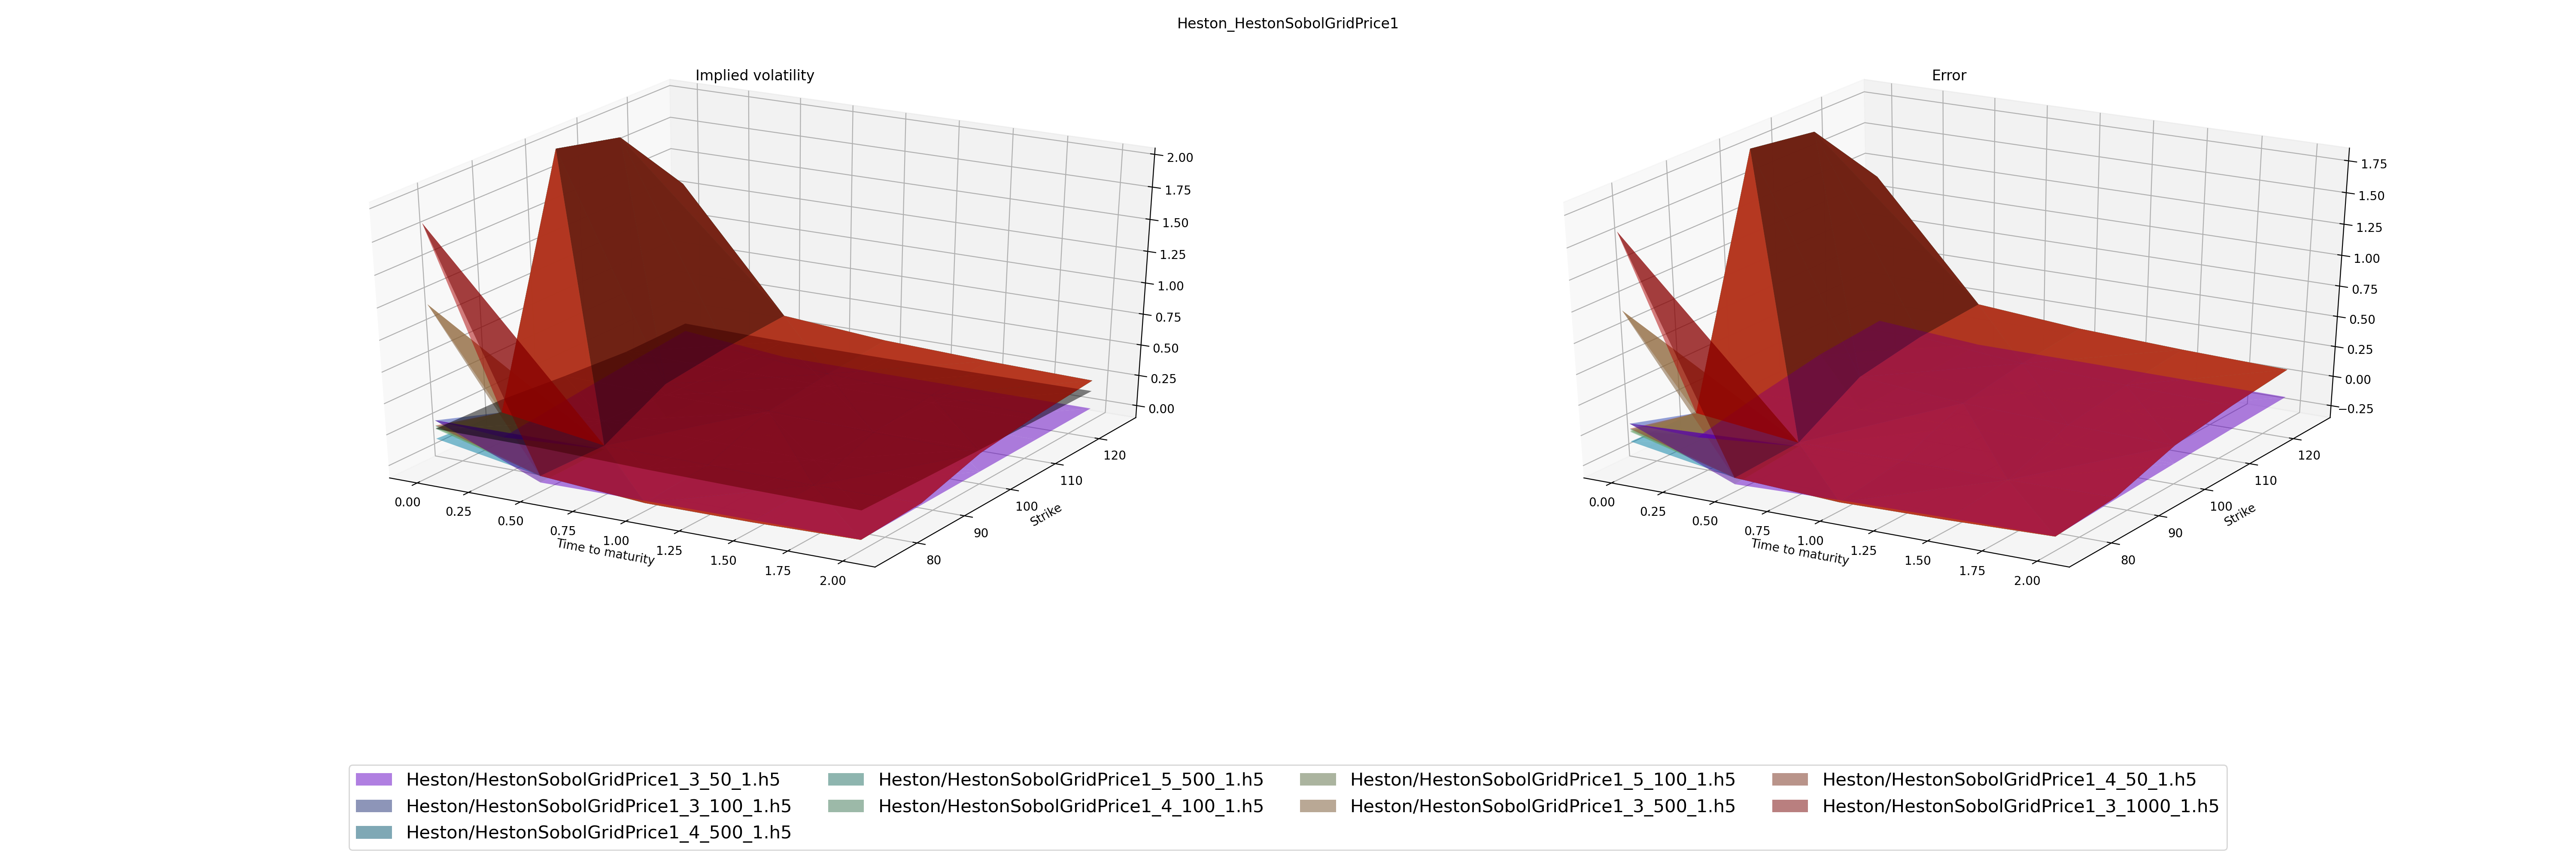 Heston_HestonSobolGridPrice1
Implied volatility
2.00
1.75
1.50
1.25
1.00
0.75
0.50
0.25
0.00
120
110
100
90
80
Strike
0.00
0.25
0.50
0.75
1.00
1.25
1.50
1.75
2.00
Time to maturity
Error
1.75
1.50
1.25
1.00
0.75
0.50
0.25
0.00
−0.25
120
110
100
90
80
Strike
0.00
0.25
0.50
0.75
1.00
1.25
1.50
1.75
2.00
Time to maturity
Heston/HestonSobolGridPrice1_3_50_1.h5
Heston/HestonSobolGridPrice1_3_100_1.h5
Heston/HestonSobolGridPrice1_4_500_1.h5
Heston/HestonSobolGridPrice1_5_500_1.h5
Heston/HestonSobolGridPrice1_4_100_1.h5
Heston/HestonSobolGridPrice1_5_100_1.h5
Heston/HestonSobolGridPrice1_3_500_1.h5
Heston/HestonSobolGridPrice1_4_50_1.h5
Heston/HestonSobolGridPrice1_3_1000_1.h5